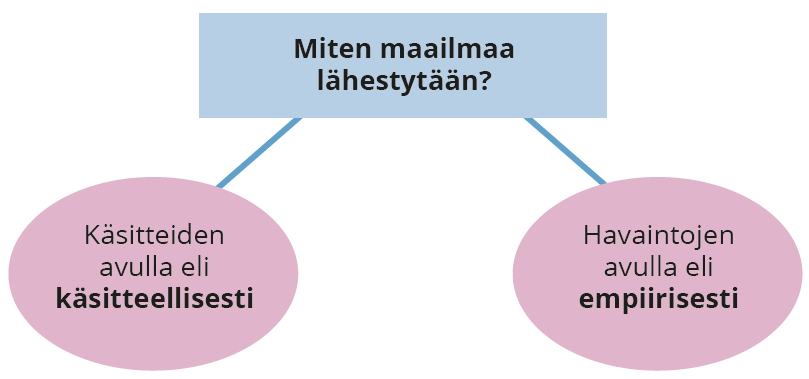 Miten maailmaa
lähestytään?
Käsitteiden
avulla eli
käsitteellisesti
Havaintojen
avulla eli
empiirisesti